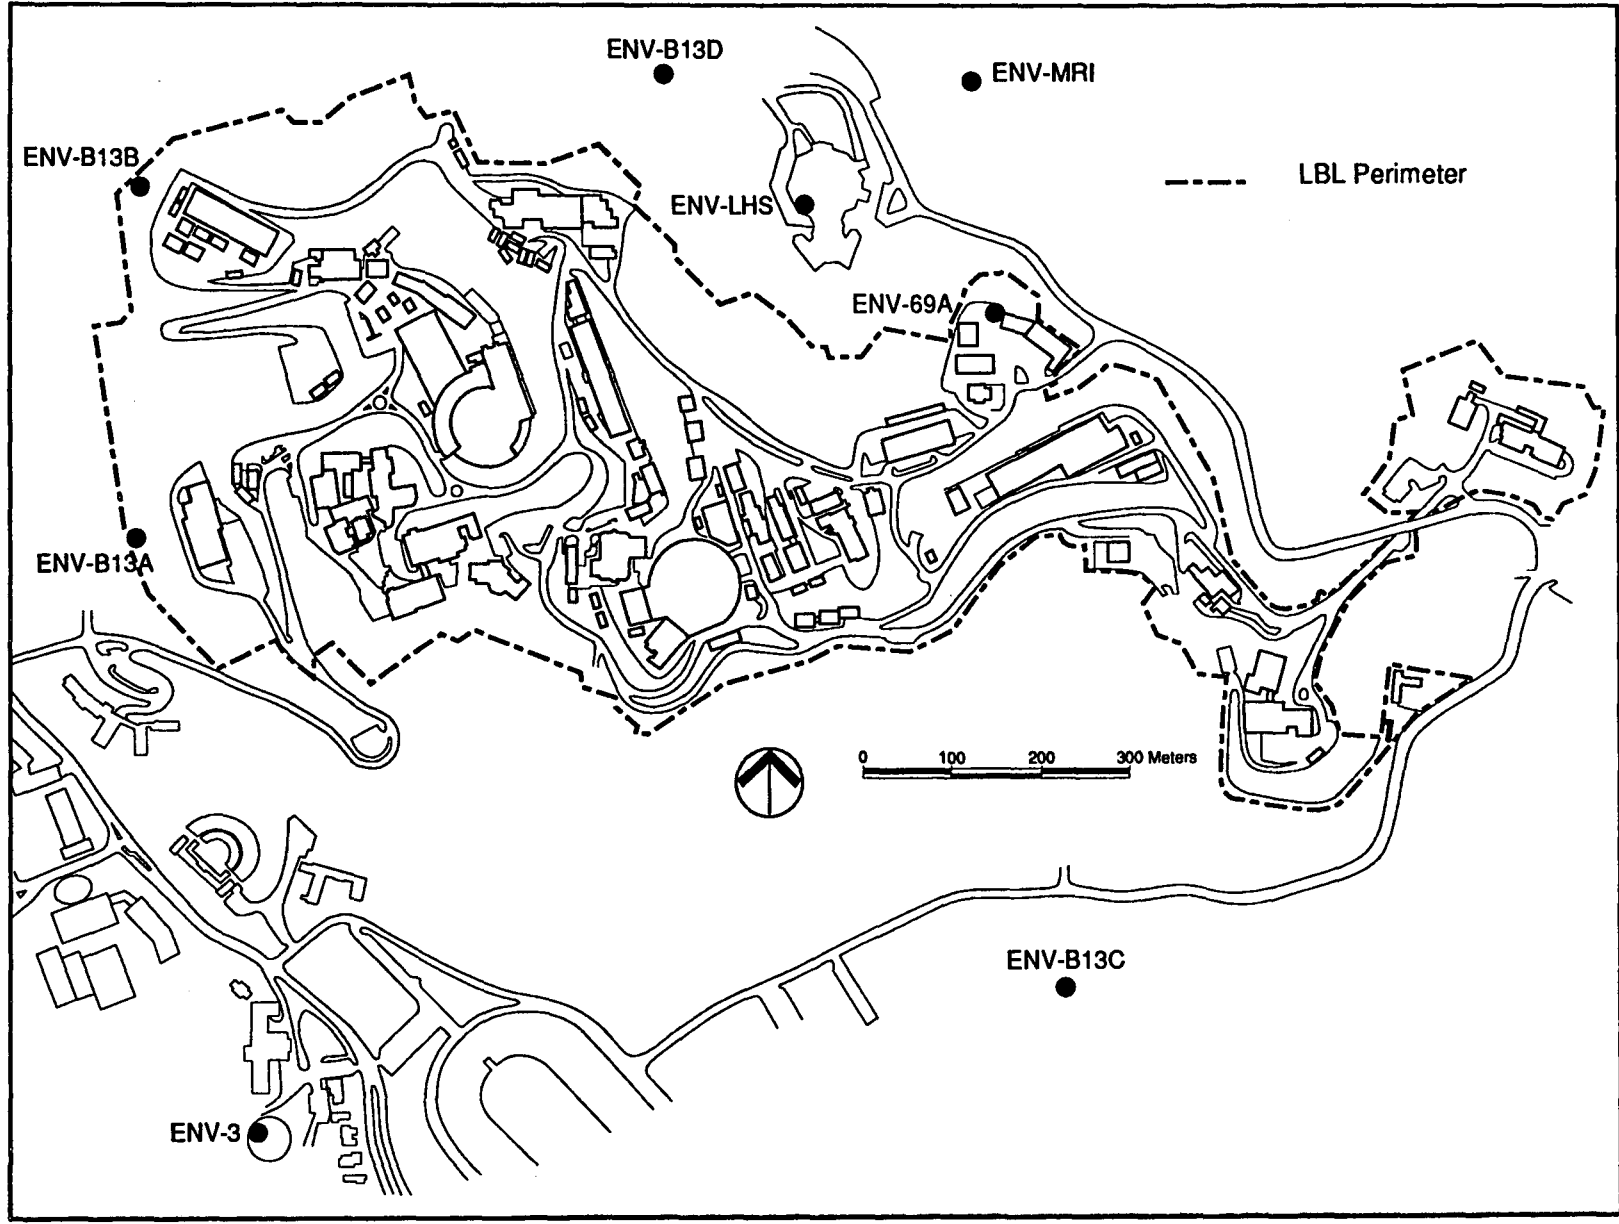 ENV-B13D
ENV-MRI
ENV-B13B
LBL Perimeter
ENV-LHS
ENV-69A
ENV-B13A
0 100 200 300 Meters
ENV-B13C
ENV-3